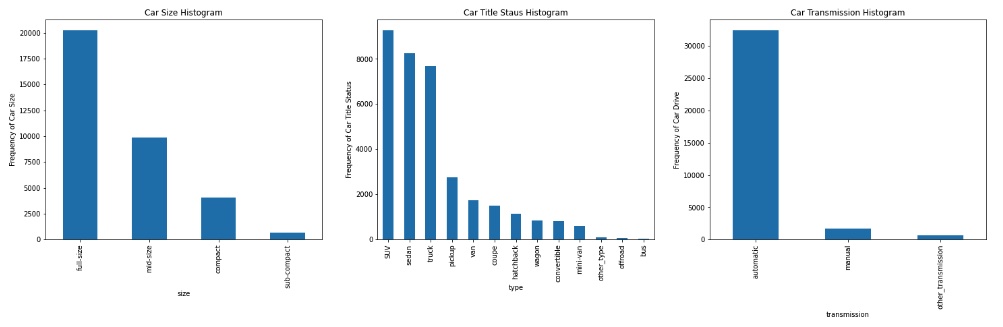 Car Size Histogram
Frequency of Car Size
20000
17500
15000
12500
10000
7500
5000
2500
0
full-size
mid-size
compact
sub-compact
size
Car Title Staus Histogram
Frequency of Car Title Status
8000
6000
4000
2000
0
SUV
sedan
truck
pickup
van
coupe
hatchback
wagon
convertible
mini-van
other_type
offroad
bus
type
Car Transmission Histogram
Frequency of Car Drive
30000
25000
20000
15000
10000
5000
0
automatic
manual
other_transmission
transmission